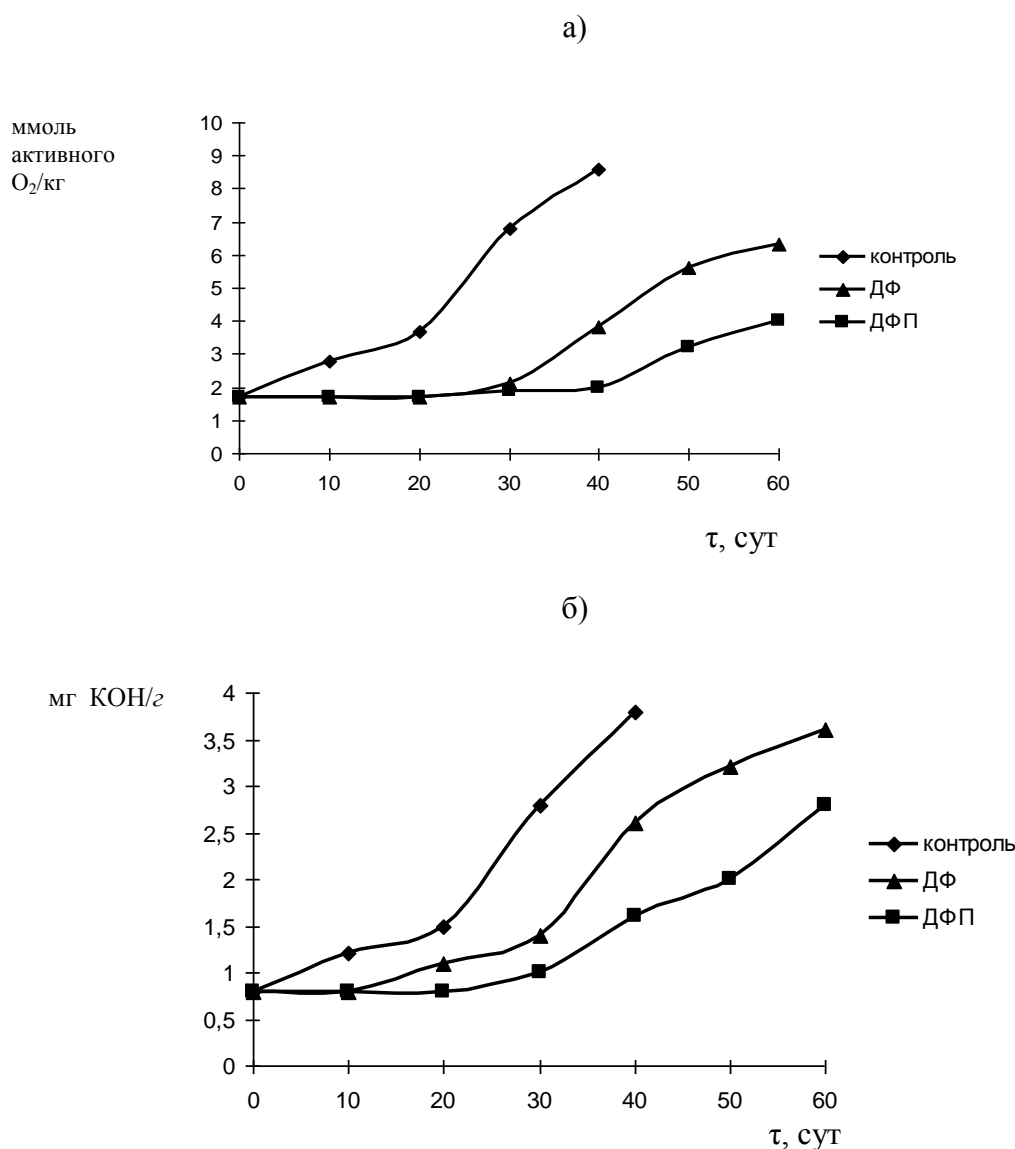 а)
ммоль
активного
O₂/кг
10
9
8
7
6
5
4
3
2
1
0
0 10 20 30 40 50 60
контроль
ДФ
ДФП
τ, сут
б)
мг КОН/г
4
3,5
3
2,5
2
1,5
1
0,5
0
0 10 20 30 40 50 60
контроль
ДФ
ДФП
τ, сут